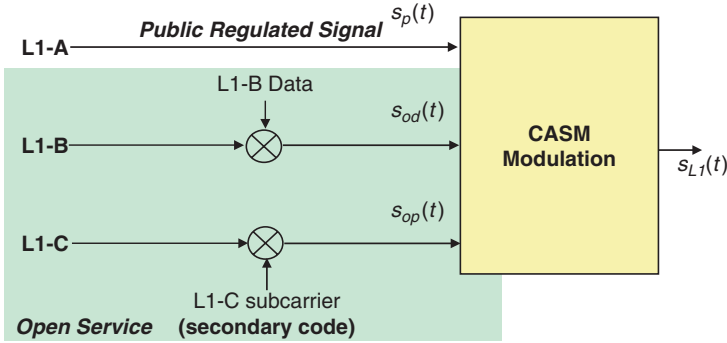 Public Regulated Signal
s_p(t)
L1-A
L1-B Data
s_od(t)
L1-B
CASM
Modulation
s_L1(t)
s_op(t)
L1-C
L1-C subcarrier
Open Service (secondary code)